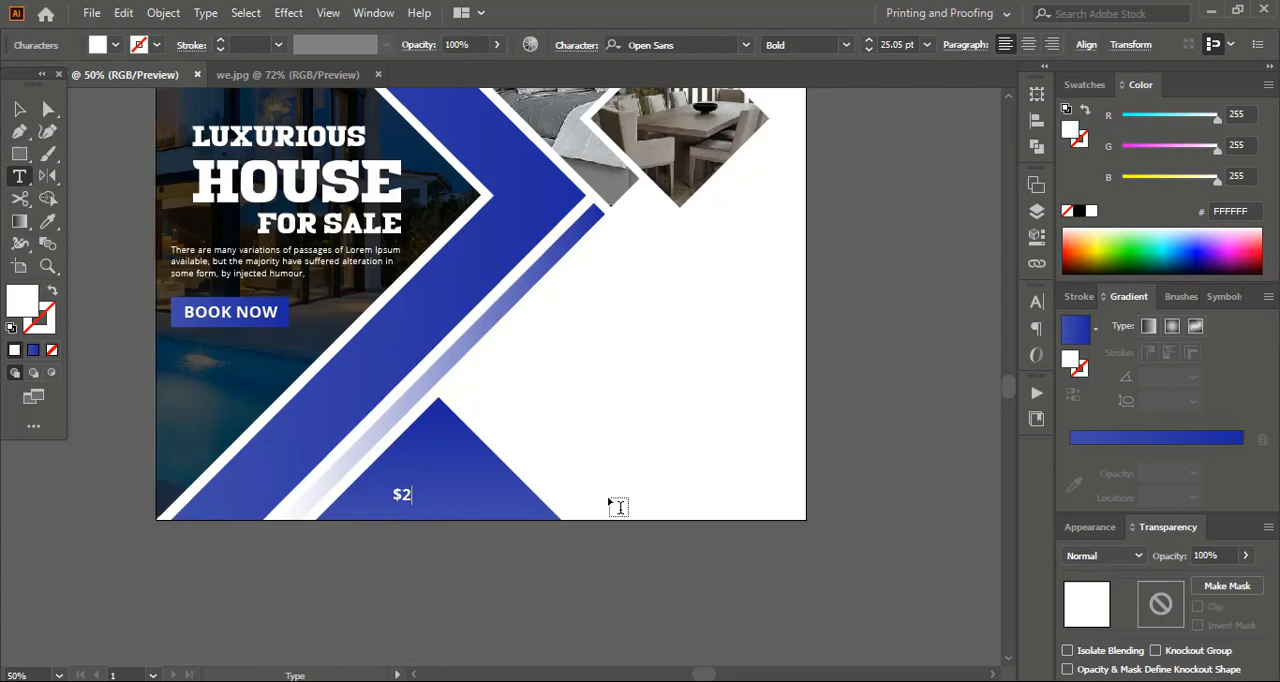 Ai File Edit Object Type Select Effect View Window Help Printing and Proofing Search Adobe Stock
Characters Stroke: Opacity: 100% Character: Open Sans Bold 25.05 pt Paragraph: Align Transform
@ 50% (RGB/Preview) × we.jpg @ 72% (RGB/Preview) ×
Swatches Color
R 255
G 255
B 255
# FFFFFF
LUXURIOUS
HOUSE
FOR SALE
There are many variations of passages of Lorem Ipsum
available, but the majority have suffered alteration in
some form, by injected humour.
BOOK NOW
$2
Stroke Gradient Brushes Symbol:
Type:
Stroke:
Opacity:
Location:
Appearance Transparency
Normal Opacity: 100%
Make Mask
Clip
Invert Mask
Isolate Blending Knockout Group
Opacity & Mask Define Knockout Shape
50% 1 Type